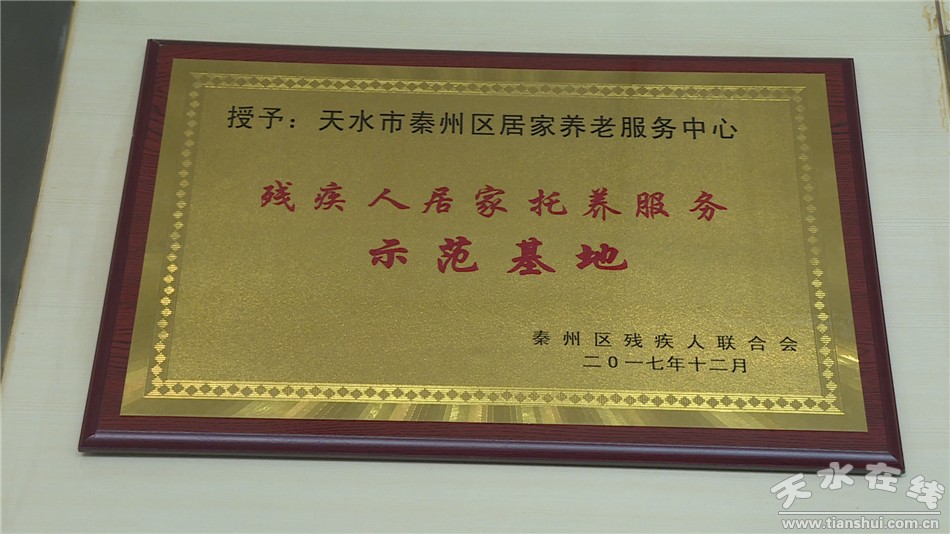 授予：天水市秦州区居家养老服务中心
残疾人居家托养服务
示范基地
秦州区残疾人联合会
二0一七年十二月
天水在线
www.tianshui.com.cn